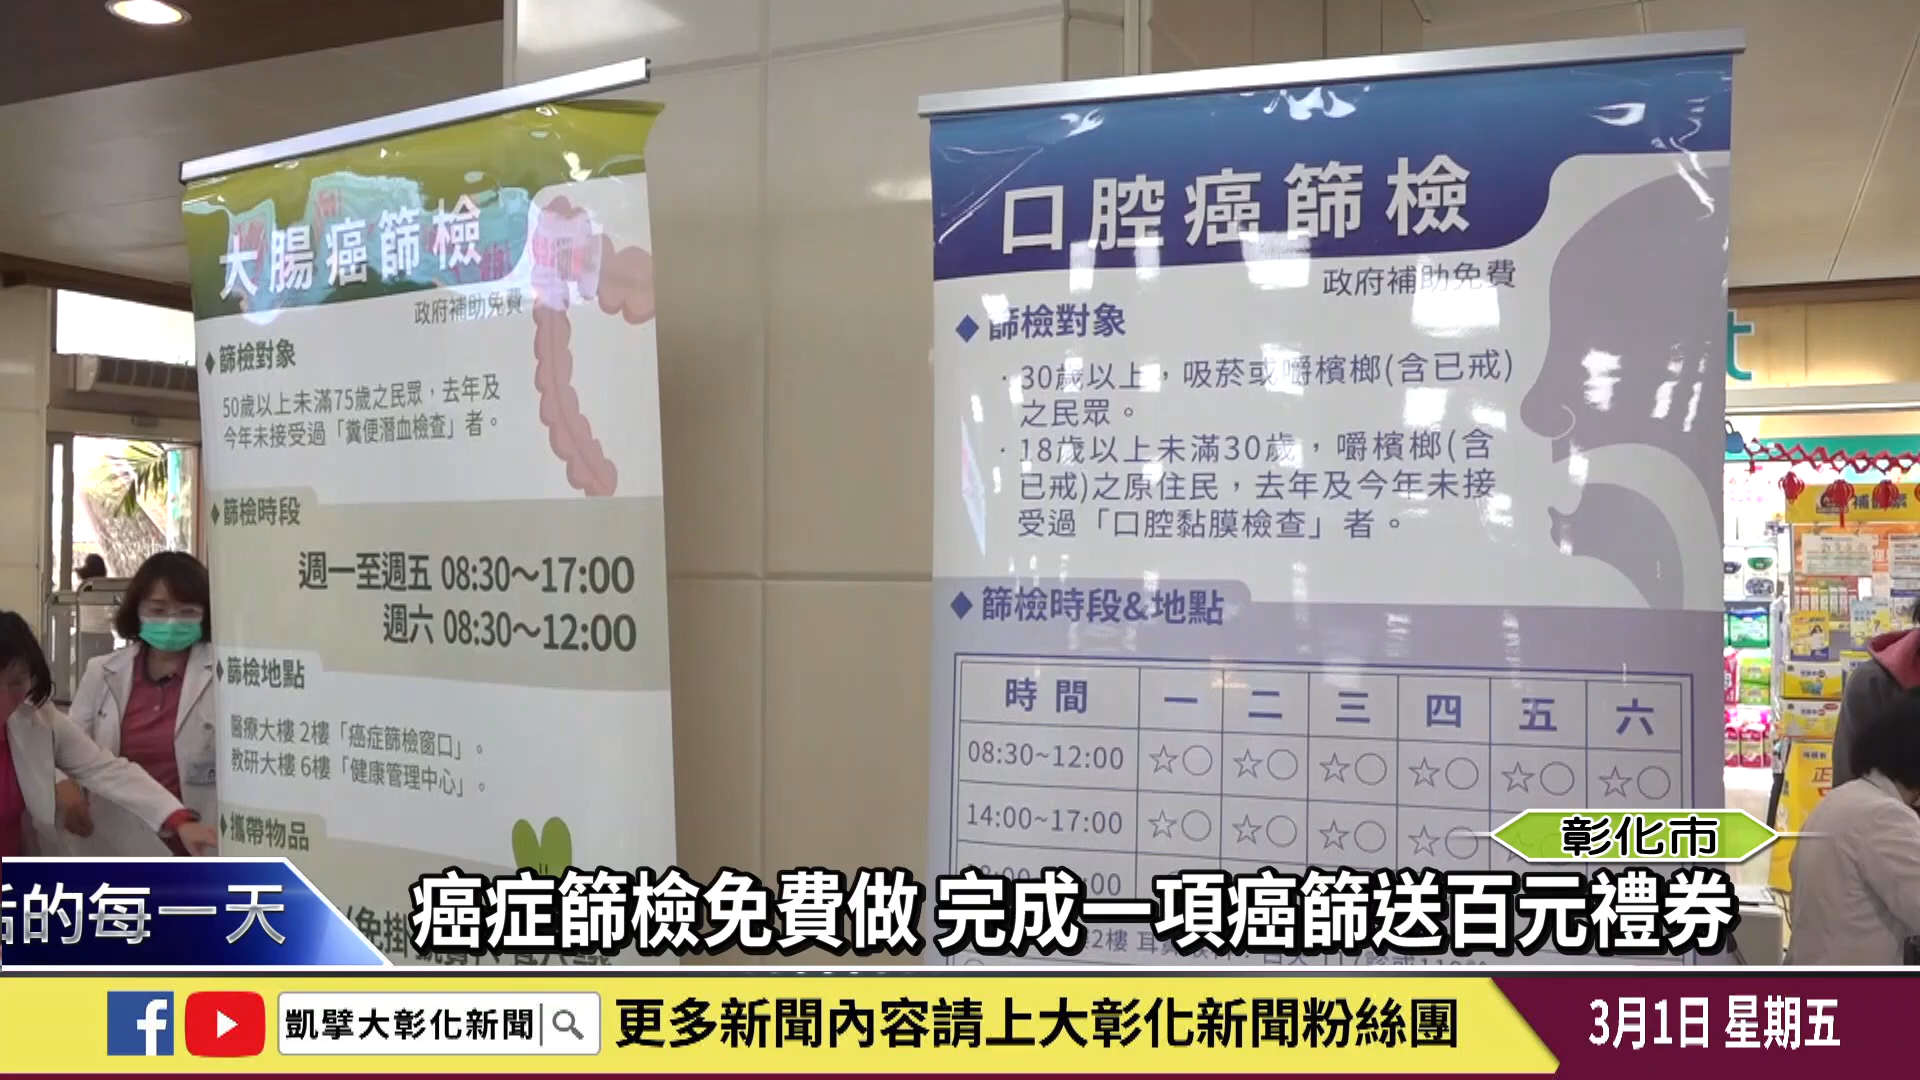 大腸癌篩檢
政府補助免費
◆篩檢對象
50歲以上未滿75歲之民眾，去年及
今年未接受過「糞便潛血檢查」者。
◆篩檢時段
週一至週五 08:30～17:00
週六 08:30～12:00
◆篩檢地點
醫療大樓 2樓「癌症篩檢窗口」。
教研大樓 6樓「健康管理中心」。
◆攜帶物品
口腔癌篩檢
政府補助免費
◆篩檢對象
· 30歲以上，吸菸或嚼檳榔(含已戒)
之民眾。
· 18歲以上未滿30歲，嚼檳榔(含
已戒)之原住民，去年及今年未接
受過「口腔黏膜檢查」者。
◆篩檢時段&地點
時間 一 二 三 四 五 六
08:30~12:00 ☆○ ☆○ ☆○ ☆○ ☆○ ☆○
14:00~17:00 ☆○ ☆○ ☆○ ☆○
彰化市
的每一天
癌症篩檢免費做 完成一項癌篩送百元禮券
凱擘大彰化新聞
更多新聞內容請上大彰化新聞粉絲團
3月1日 星期五